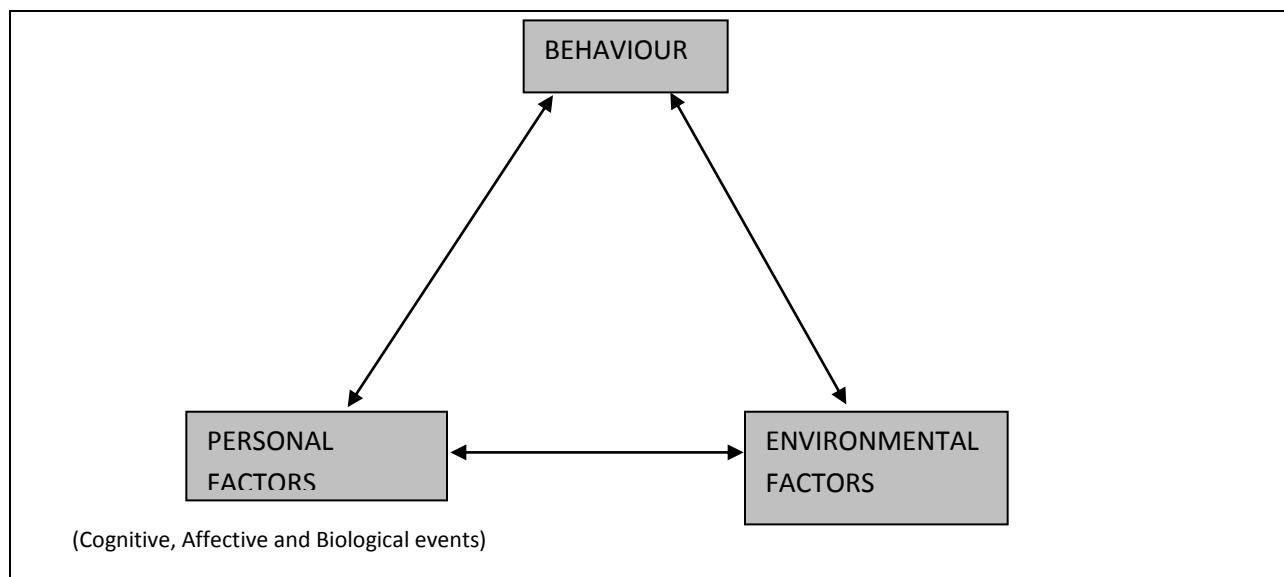 BEHAVIOUR
PERSONAL
FACTORS
ENVIRONMENTAL
FACTORS
(Cognitive, Affective and Biological events)